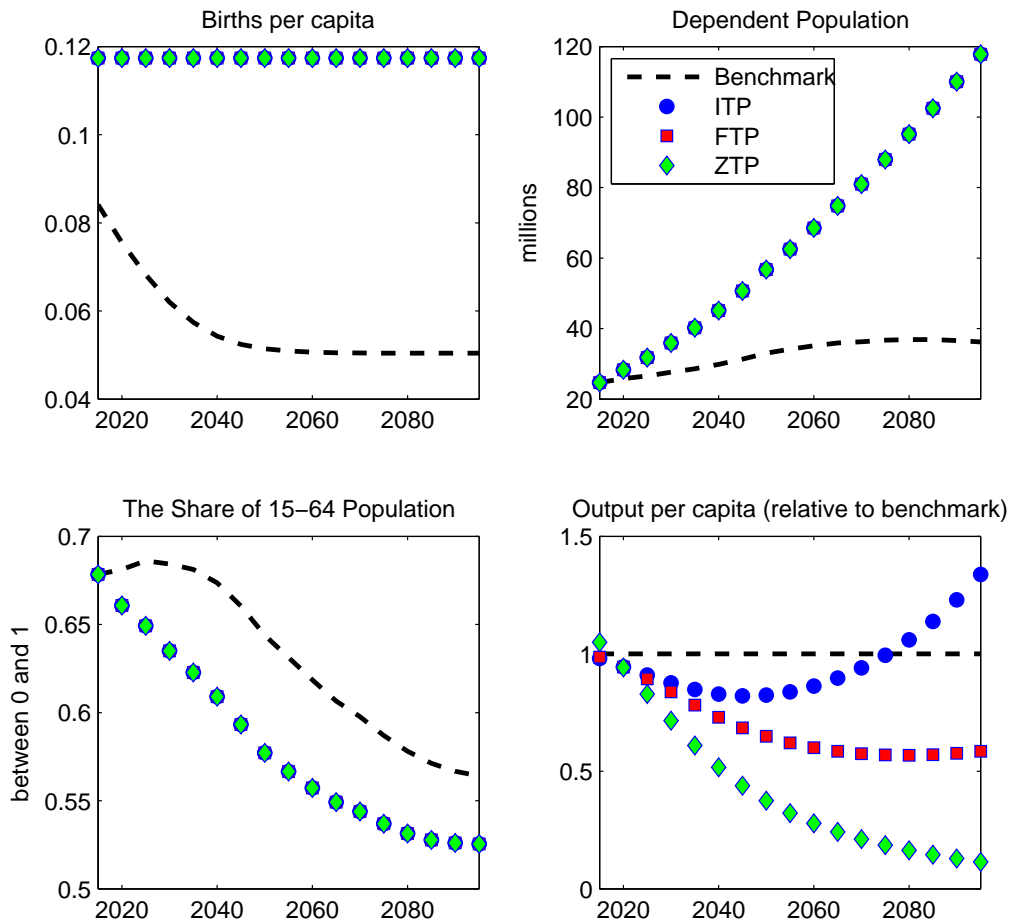 Births per capita
0.12
0.1
0.08
0.06
0.04
2020 2040 2060 2080
Dependent Population
millions
120
100
80
60
40
20
2020 2040 2060 2080
Benchmark
ITP
FTP
ZTP
The Share of 15−64 Population
between 0 and 1
0.7
0.65
0.6
0.55
0.5
2020 2040 2060 2080
Output per capita (relative to benchmark)
1.5
1
0.5
0
2020 2040 2060 2080